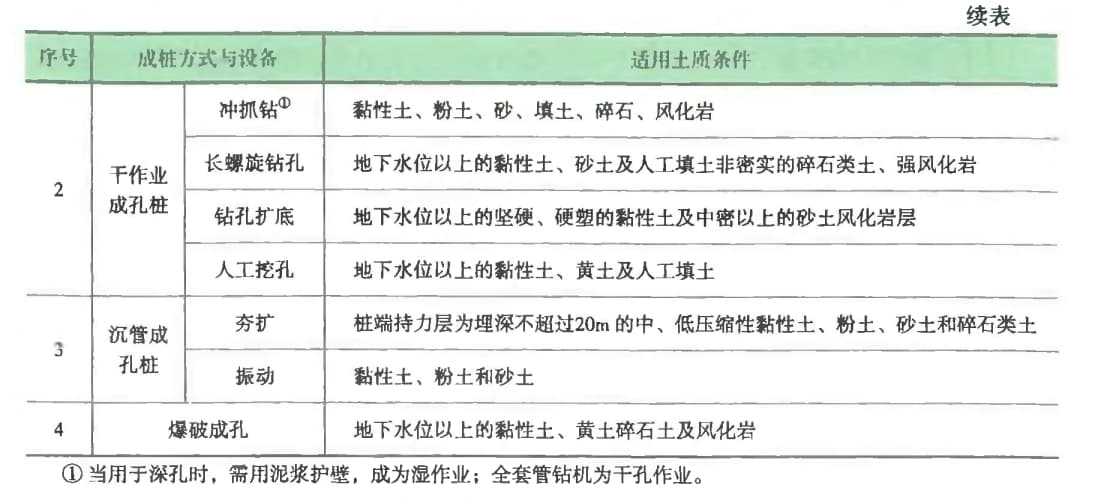 续表
序号 成桩方式与设备 适用土质条件
2 干作业成孔桩 冲抓钻① 黏性土、粉土、砂、填土、碎石、风化岩
长螺旋钻孔 地下水位以上的黏性土、砂土及人工填土非密实的碎石类土、强风化岩
钻孔扩底 地下水位以上的坚硬、硬塑的黏性土及中密以上的砂土风化岩层
人工挖孔 地下水位以上的黏性土、黄土及人工填土
3 沉管成孔桩 夯扩 桩端持力层为埋深不超过20m的中、低压缩性黏性土、粉土、砂土和碎石类土
振动 黏性土、粉土和砂土
4 爆破成孔 地下水位以上的黏性土、黄土碎石土及风化岩
① 当用于深孔时，需用泥浆护壁，成为湿作业；全套管钻机为干孔作业。